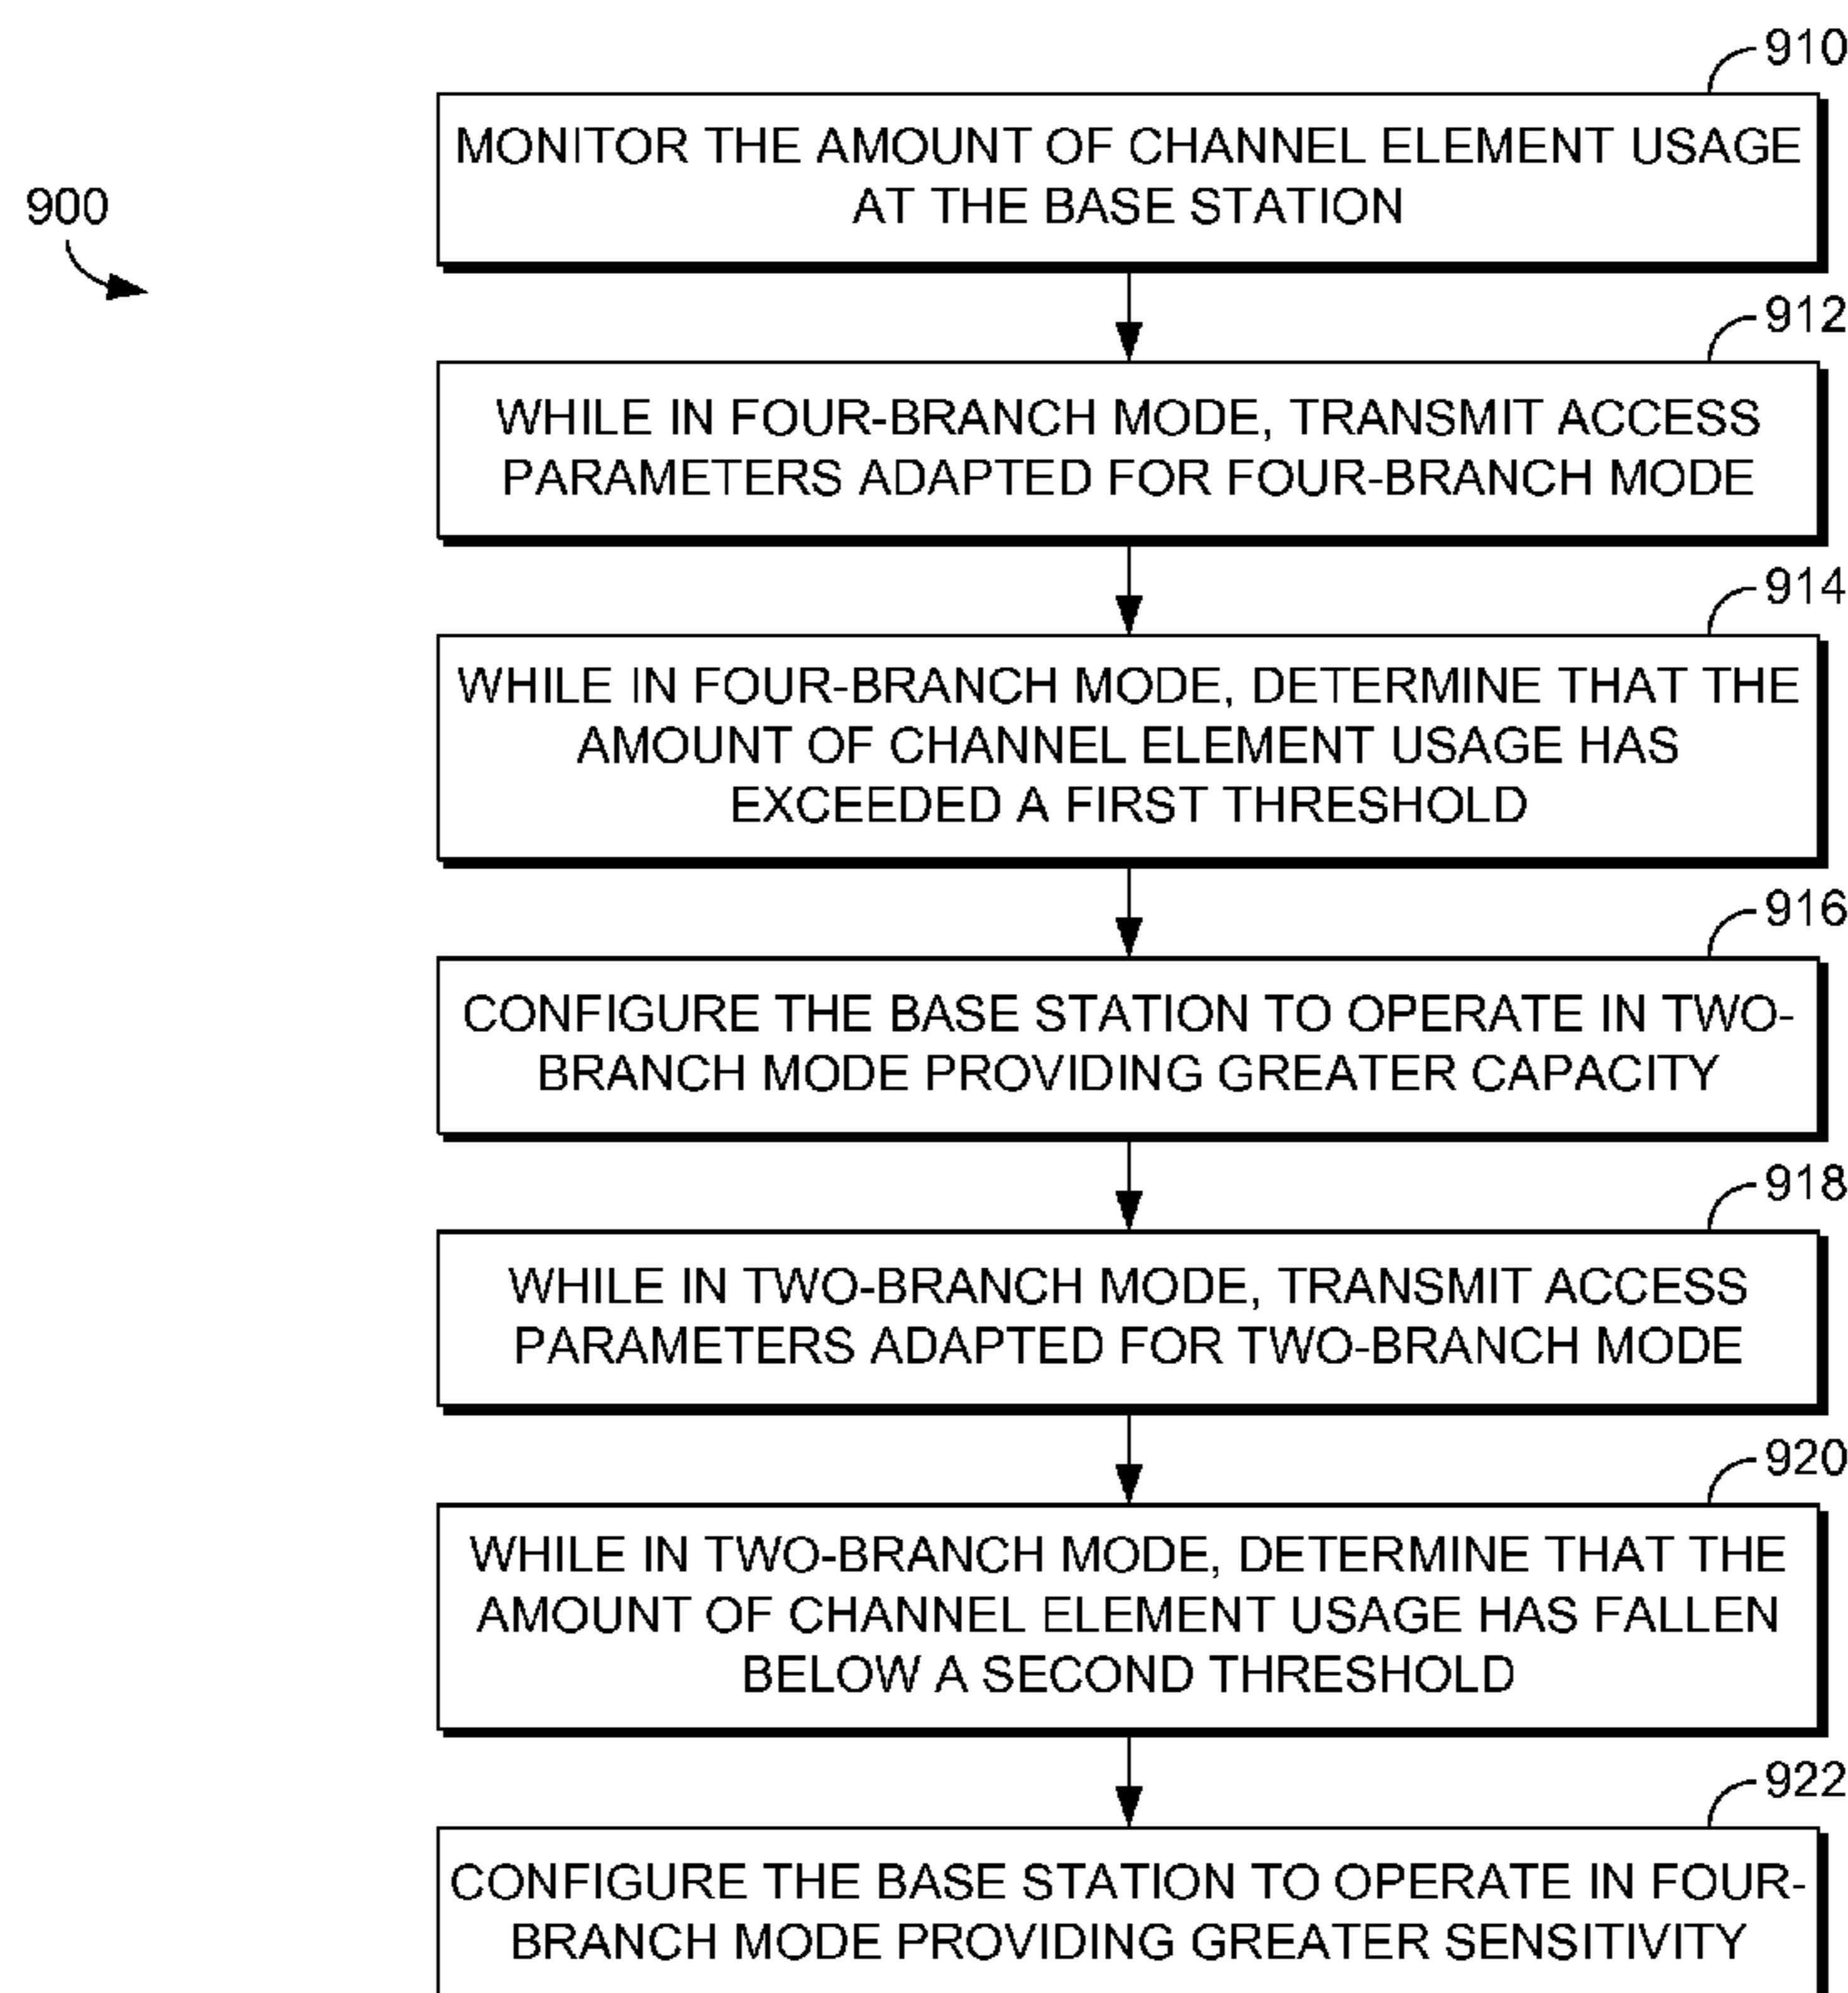 900
910
MONITOR THE AMOUNT OF CHANNEL ELEMENT USAGE
AT THE BASE STATION
912
WHILE IN FOUR-BRANCH MODE, TRANSMIT ACCESS
PARAMETERS ADAPTED FOR FOUR-BRANCH MODE
914
WHILE IN FOUR-BRANCH MODE, DETERMINE THAT THE
AMOUNT OF CHANNEL ELEMENT USAGE HAS
EXCEEDED A FIRST THRESHOLD
916
CONFIGURE THE BASE STATION TO OPERATE IN TWO-
BRANCH MODE PROVIDING GREATER CAPACITY
918
WHILE IN TWO-BRANCH MODE, TRANSMIT ACCESS
PARAMETERS ADAPTED FOR TWO-BRANCH MODE
920
WHILE IN TWO-BRANCH MODE, DETERMINE THAT THE
AMOUNT OF CHANNEL ELEMENT USAGE HAS FALLEN
BELOW A SECOND THRESHOLD
922
CONFIGURE THE BASE STATION TO OPERATE IN FOUR-
BRANCH MODE PROVIDING GREATER SENSITIVITY